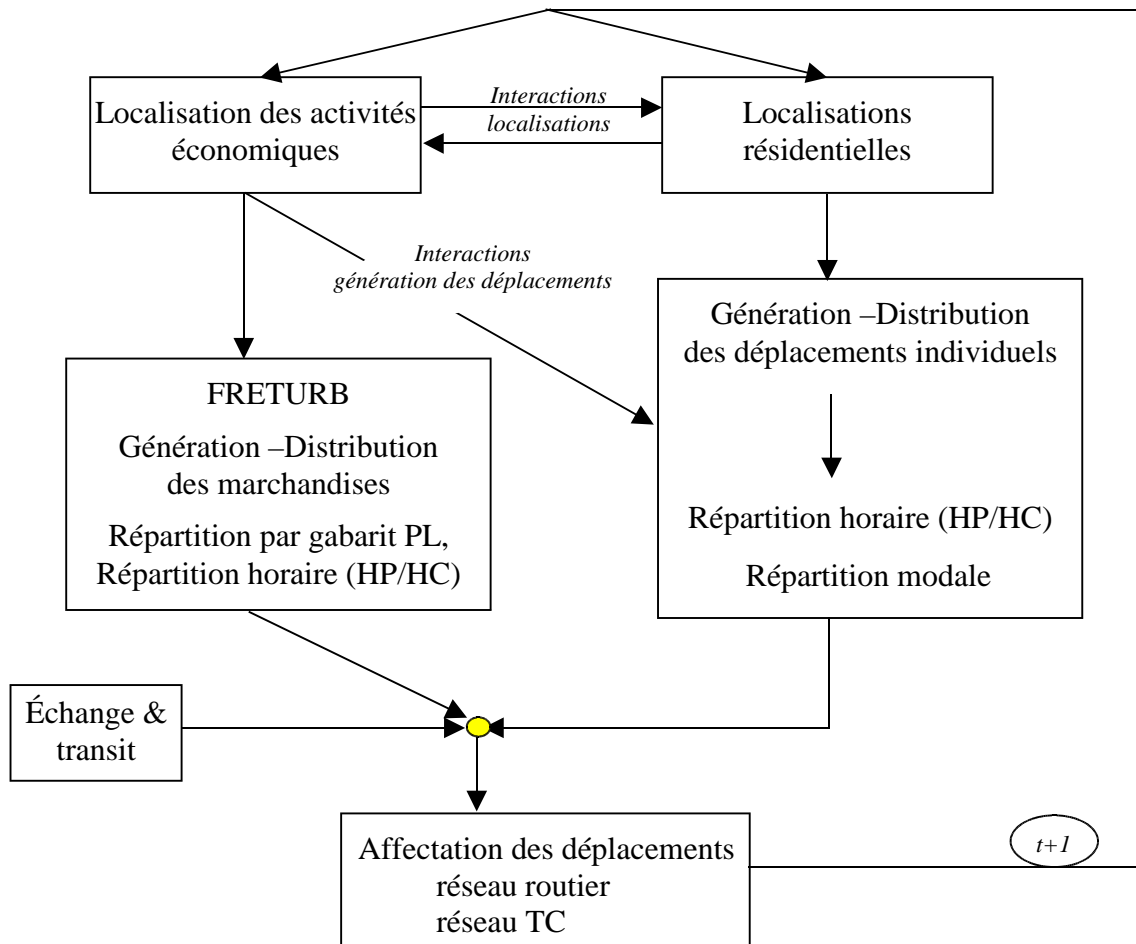 Localisation des activités
économiques
Interactions
localisations
Localisations
résidentielles
Interactions
génération des déplacements
Génération –Distribution
des déplacements individuels
Répartition horaire (HP/HC)
Répartition modale
FRETURB
Génération –Distribution
des marchandises
Répartition par gabarit PL,
Répartition horaire (HP/HC)
Échange &
transit
Affectation des déplacements
réseau routier
réseau TC
t+1